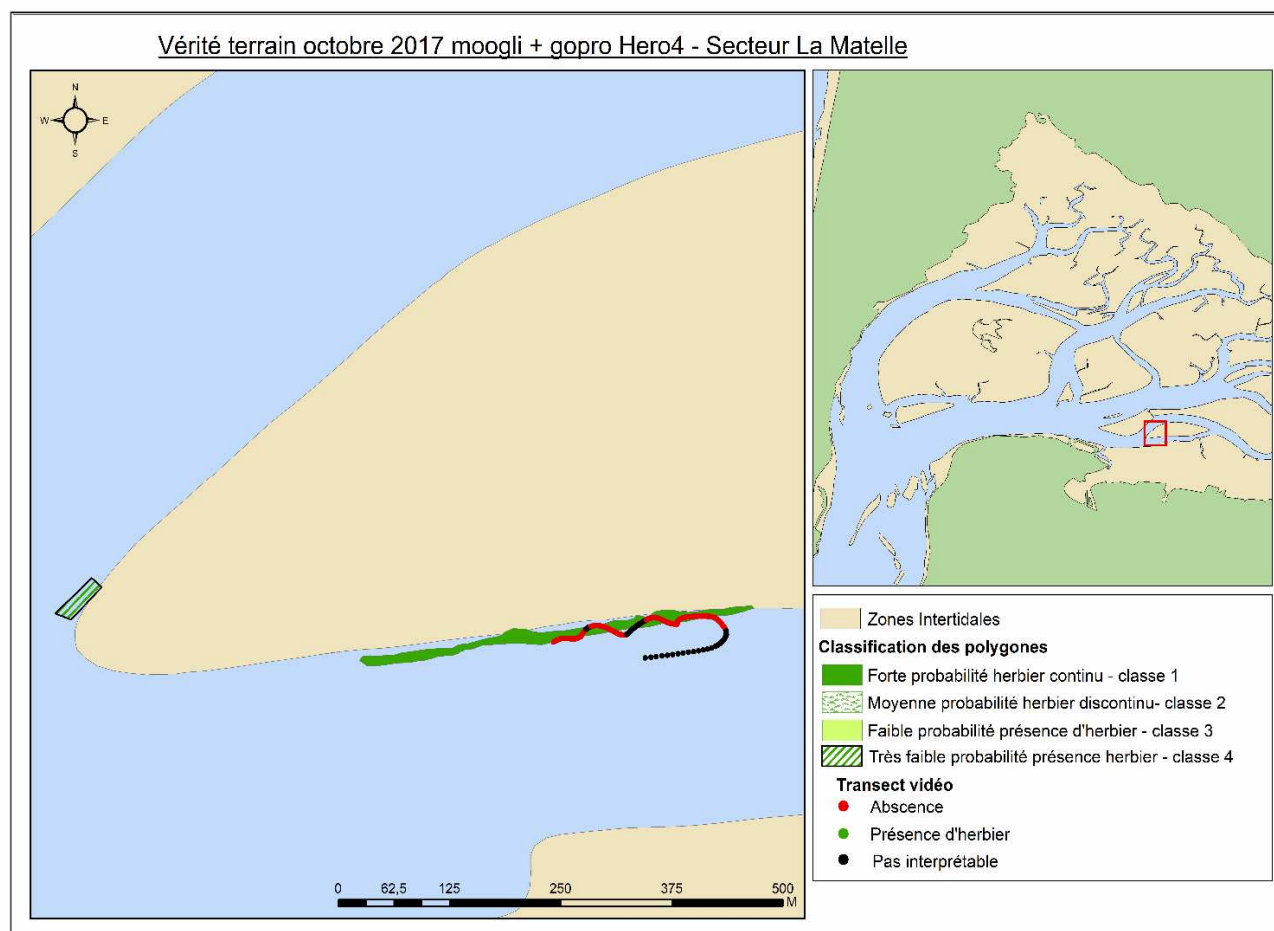 Vérité terrain octobre 2017 moogli + gopro Hero4 - Secteur La Matelle
N
W E
S
0 62,5 125 250 375 500
M
Zones Intertidales
Classification des polygones
Forte probabilité herbier continu - classe 1
Moyenne probabilité herbier discontinu- classe 2
Faible probabilité présence d'herbier - classe 3
Très faible probabilité présence herbier - classe 4
Transect vidéo
Abscence
Présence d'herbier
Pas interprétable